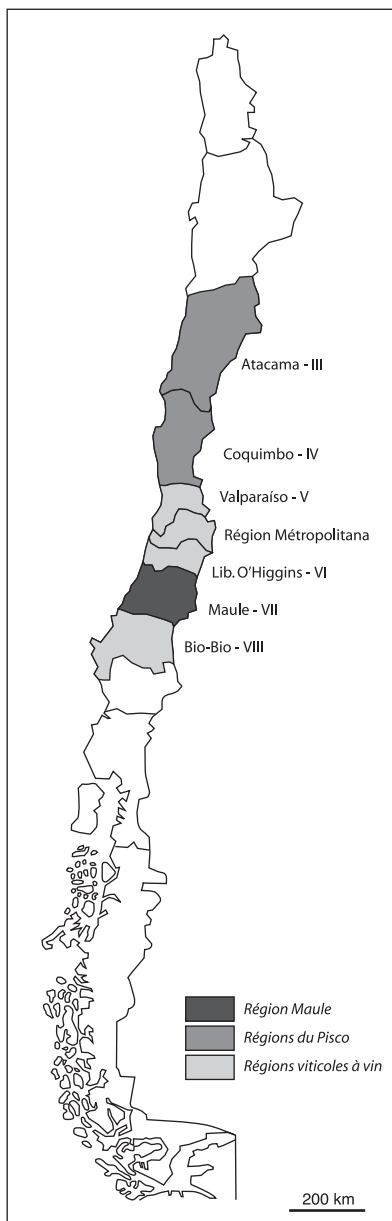 Atacama - III
Coquimbo - IV
Valparaíso - V
Région Métropolitana
Lib. O'Higgins - VI
Maule - VII
Bio-Bio - VIII
Région Maule
Régions du Pisco
Régions viticoles à vin
200 km